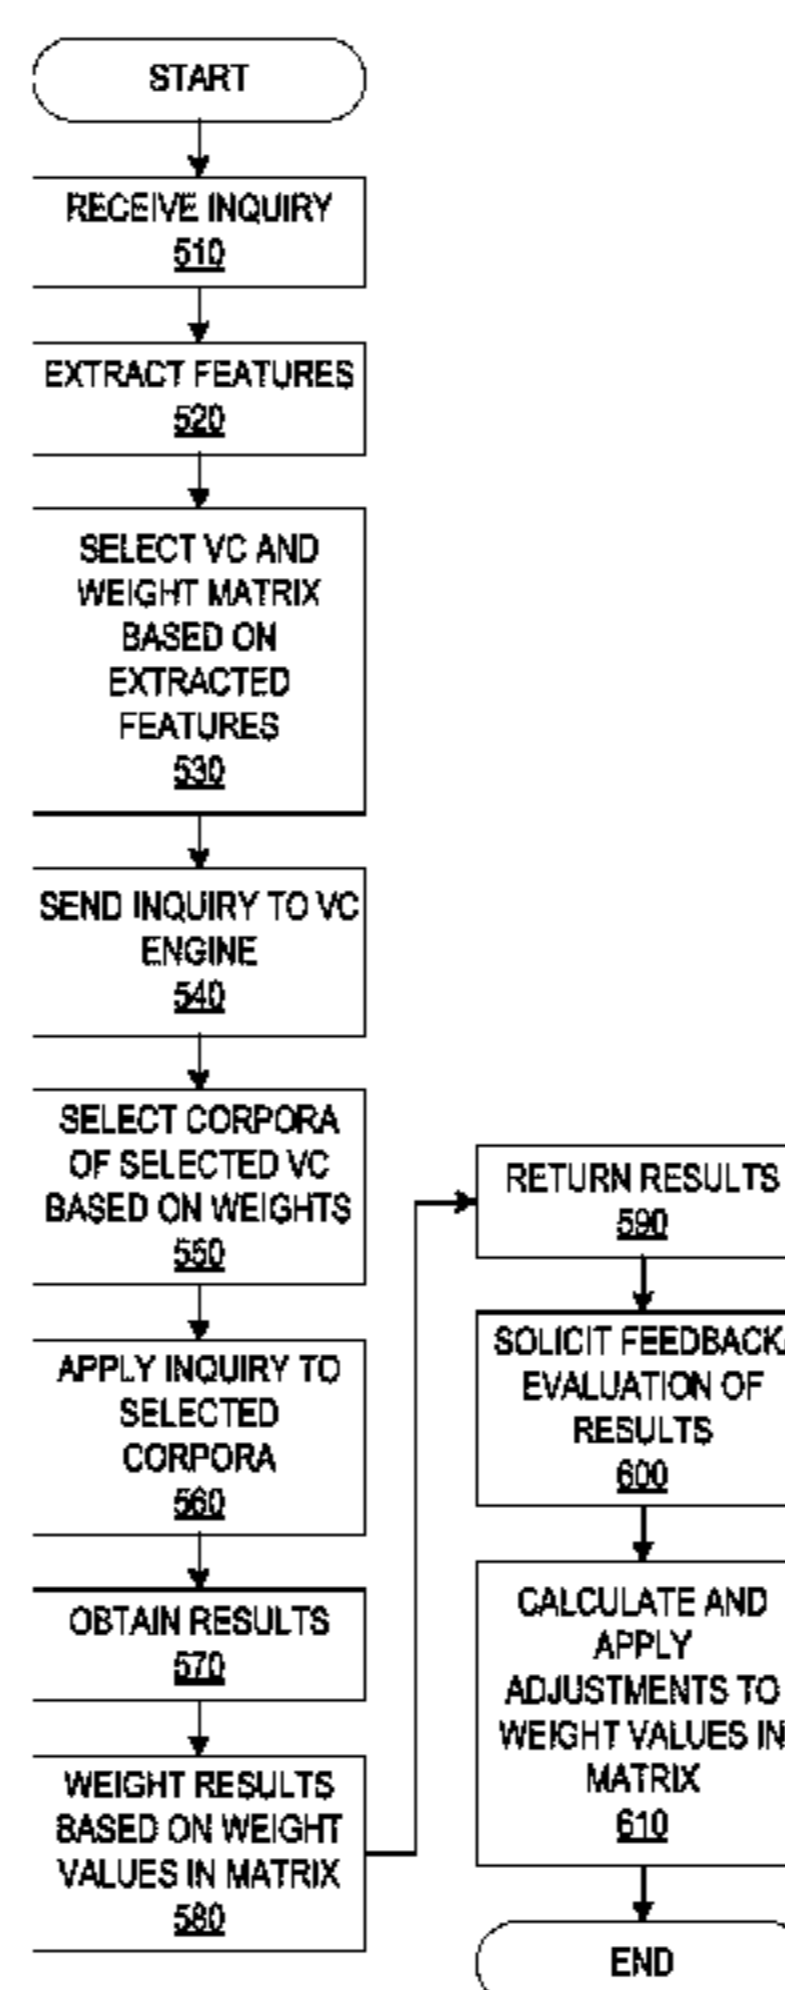 START
RECEIVE INQUIRY
510
EXTRACT FEATURES
520
SELECT VC AND
WEIGHT MATRIX
BASED ON
EXTRACTED
FEATURES
530
SEND INQUIRY TO VC
ENGINE
540
SELECT CORPORA
OF SELECTED VC
BASED ON WEIGHTS
550
APPLY INQUIRY TO
SELECTED
CORPORA
560
OBTAIN RESULTS
570
WEIGHT RESULTS
BASED ON WEIGHT
VALUES IN MATRIX
580
RETURN RESULTS
590
SOLICIT FEEDBACK/
EVALUATION OF
RESULTS
600
CALCULATE AND
APPLY
ADJUSTMENTS TO
WEIGHT VALUES IN
MATRIX
610
END